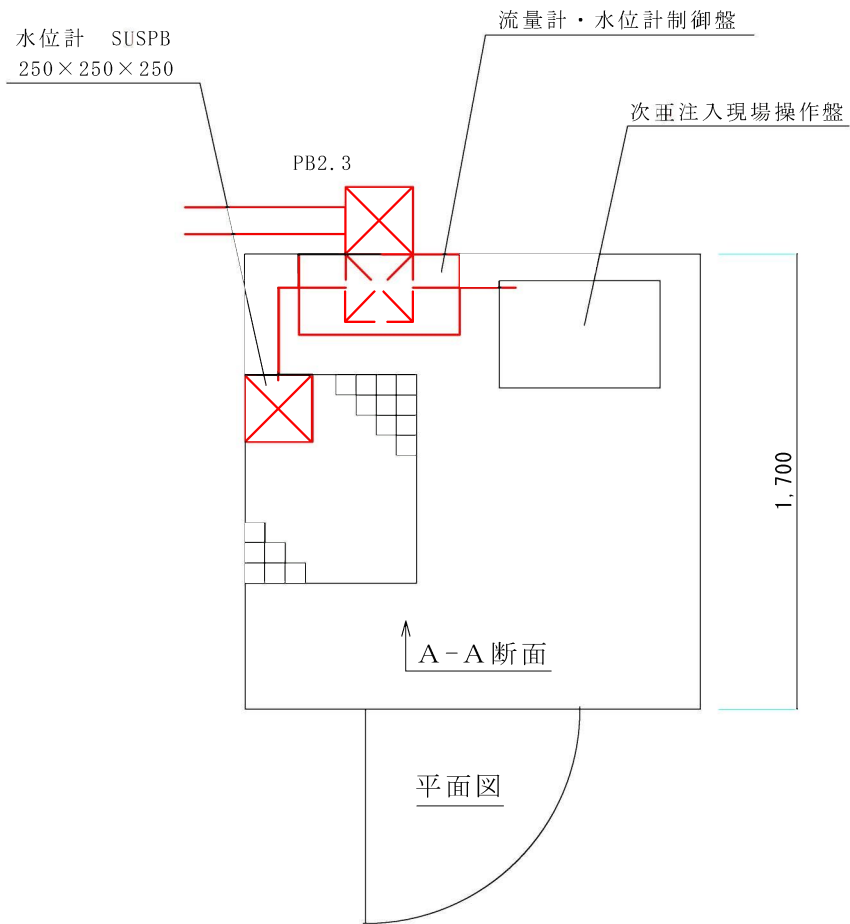 流量計・水位計制御盤
水位計 SUSPB
250×250×250
次亜注入現場操作盤
PB2.3
1,700
A-A断面
平面図